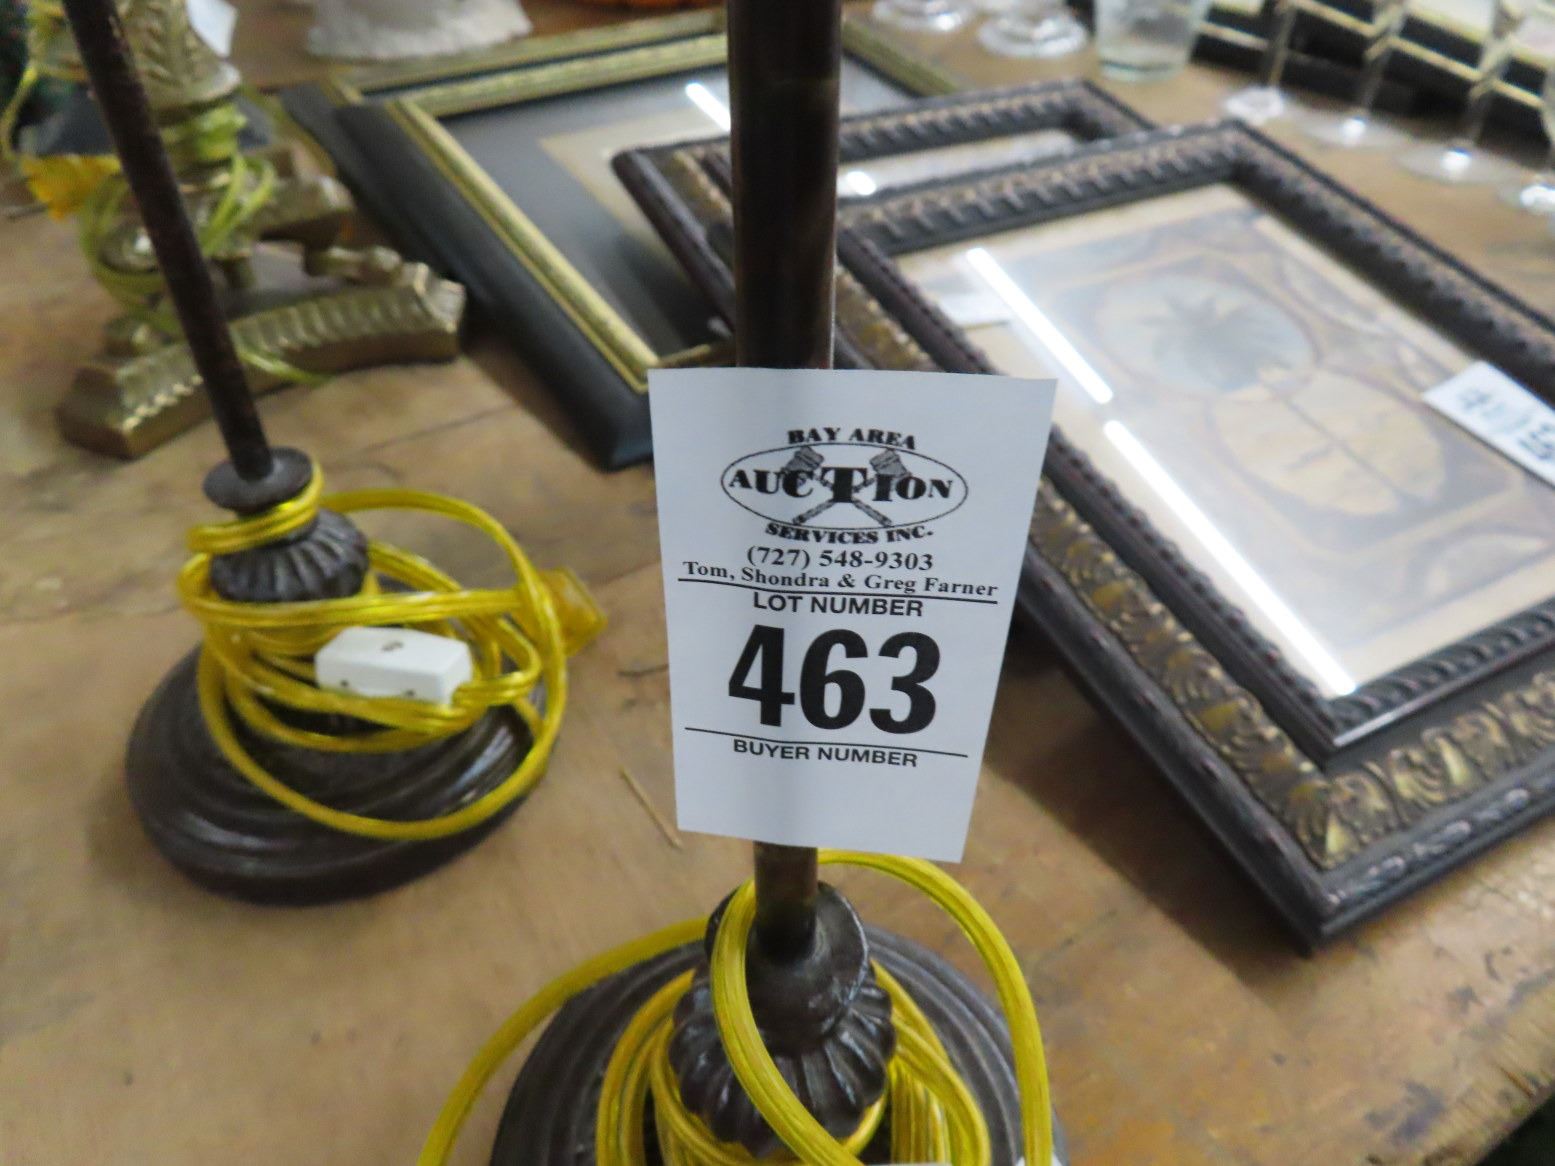 BAY AREA
AUCTION
SERVICES INC.
(727) 548-9303
Tom, Shondra & Greg Farner
LOT NUMBER
463
BUYER NUMBER